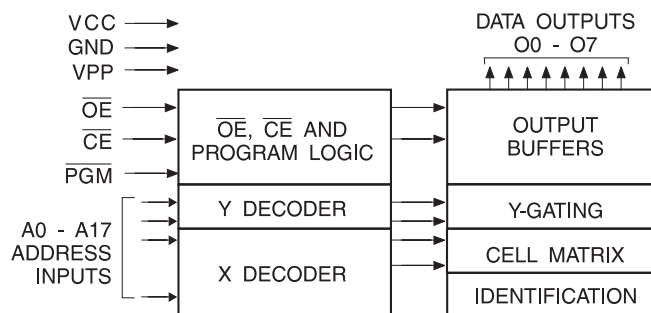 VCC
GND
VPP
DATA OUTPUTS
O0 - O7
OE
CE
PGM
OE, CE AND
PROGRAM LOGIC
OUTPUT
BUFFERS
A0 - A17
ADDRESS
INPUTS
Y DECODER
Y-GATING
X DECODER
CELL MATRIX
IDENTIFICATION